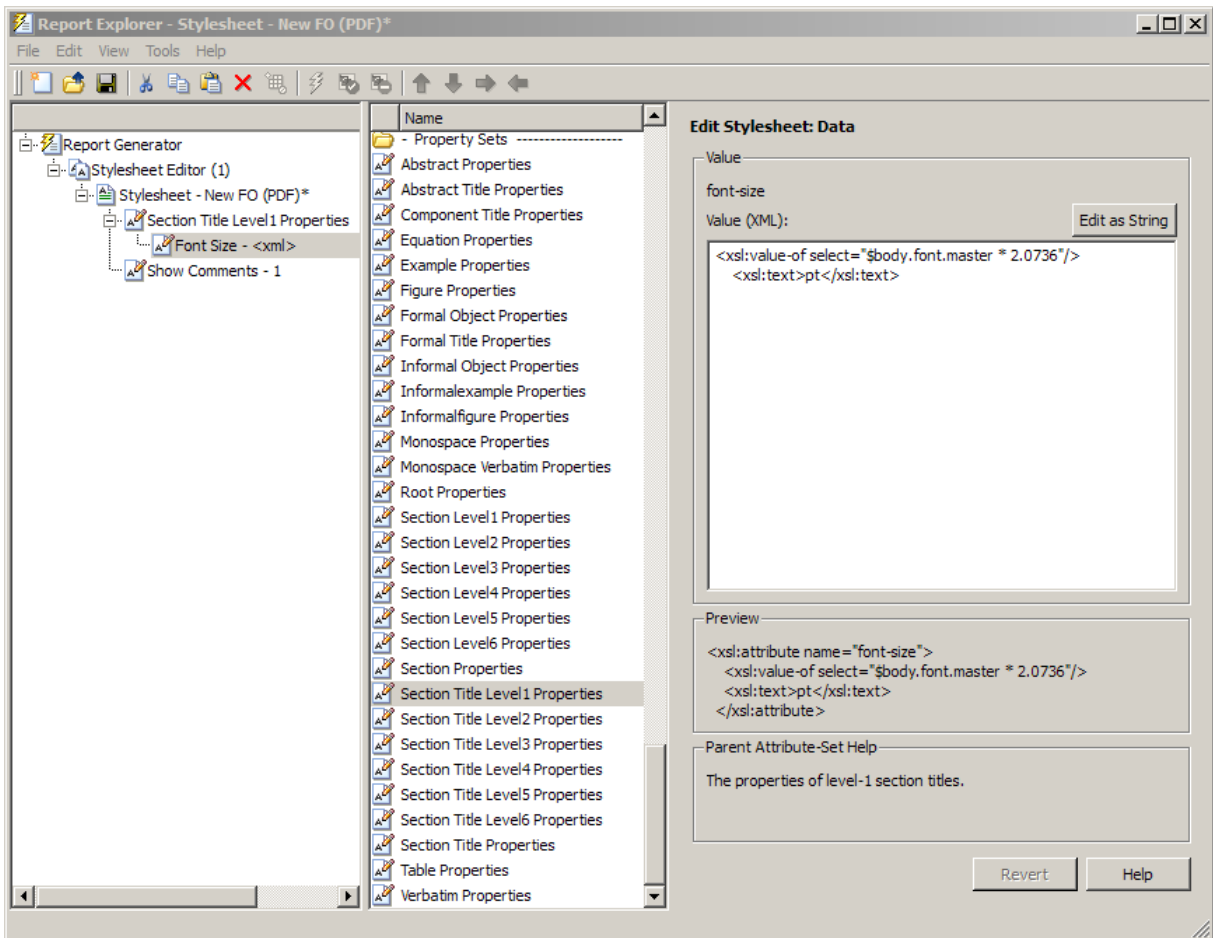 Report Explorer - Stylesheet - New FO (PDF)*
File Edit View Tools Help
Report Generator
Stylesheet Editor (1)
Stylesheet - New FO (PDF)*
Section Title Level1 Properties
Font Size - <xml>
Show Comments - 1
Name
- Property Sets -------------------
Abstract Properties
Abstract Title Properties
Component Title Properties
Equation Properties
Example Properties
Figure Properties
Formal Object Properties
Formal Title Properties
Informal Object Properties
Informalexample Properties
Informalfigure Properties
Monospace Properties
Monospace Verbatim Properties
Root Properties
Section Level1 Properties
Section Level2 Properties
Section Level3 Properties
Section Level4 Properties
Section Level5 Properties
Section Level6 Properties
Section Properties
Section Title Level1 Properties
Section Title Level2 Properties
Section Title Level3 Properties
Section Title Level4 Properties
Section Title Level5 Properties
Section Title Level6 Properties
Section Title Properties
Table Properties
Verbatim Properties
Edit Stylesheet: Data
Value
font-size
Value (XML):
Edit as String
<xsl:value-of select="$body.font.master * 2.0736"/>
<xsl:text>pt</xsl:text>
Preview
<xsl:attribute name="font-size">
<xsl:value-of select="$body.font.master * 2.0736"/>
<xsl:text>pt</xsl:text>
</xsl:attribute>
Parent Attribute-Set Help
The properties of level-1 section titles.
Revert
Help